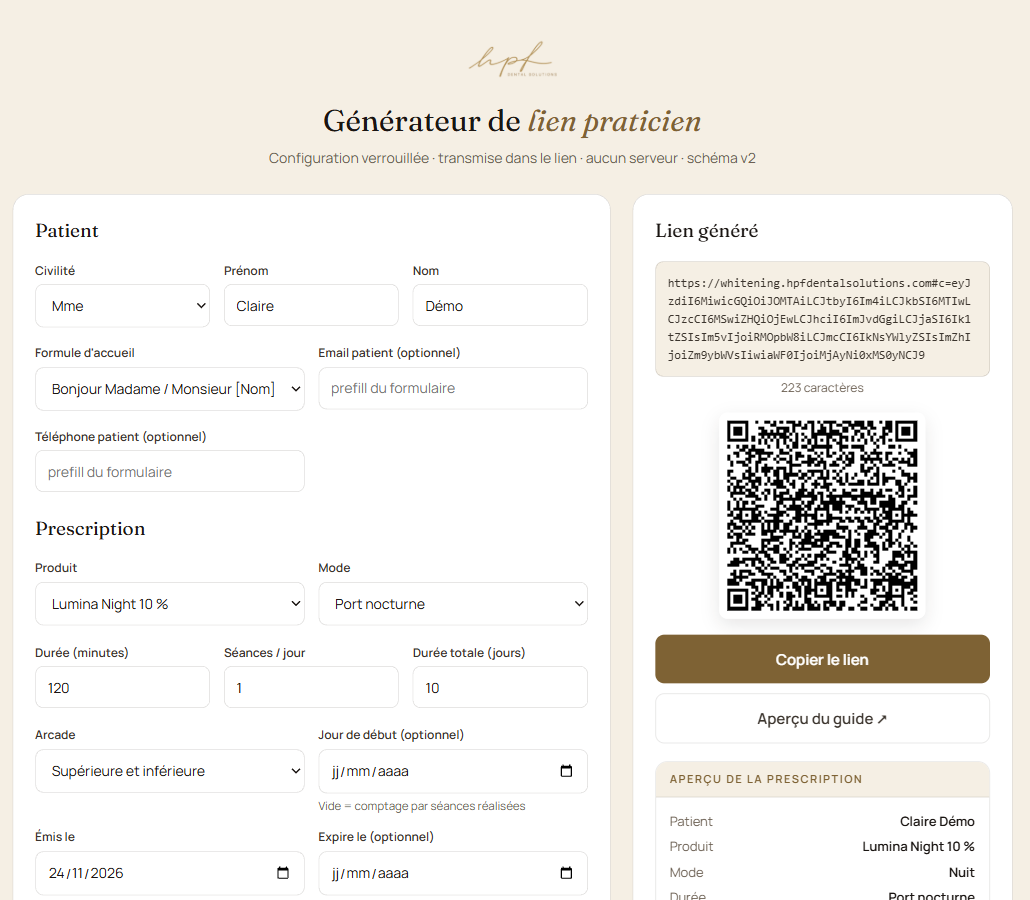 hpf
DENTAL SOLUTIONS
Générateur de lien praticien
Configuration verrouillée · transmise dans le lien · aucun serveur · schéma v2
Patient
Civilité Prénom Nom
Mme Claire Démo
Formule d'accueil Email patient (optionnel)
Bonjour Madame / Monsieur [Nom] prefill du formulaire
Téléphone patient (optionnel)
prefill du formulaire
Prescription
Produit Mode
Lumina Night 10 % Port nocturne
Durée (minutes) Séances / jour Durée totale (jours)
120 1 10
Arcade Jour de début (optionnel)
Supérieure et inférieure jj/mm/aaaa
Vide = comptage par séances réalisées
Émis le Expire le (optionnel)
24/11/2026 jj/mm/aaaa
Lien généré
https://whitening.hpfdentalsolutions.com#c=eyJ
zdiI6MiwicGQiOiJOMTAiLCJtbyI6Im4iLCJkbSI6MTIwL
CJzcCI6MSwiZHQiOjEwLCJhciI6ImJvdGgiLCJjaSI6Ik1
tZSIsIm5vIjoiRMOpbW8iLCJmcCI6IkNsYWlyZSIsImZhI
joiZm9ybWVsIiwiaWF0IjoiMjAyNi0xMS0yNCJ9
223 caractères
Copier le lien
Aperçu du guide ↗
APERÇU DE LA PRESCRIPTION
Patient Claire Démo
Produit Lumina Night 10 %
Mode Nuit
Durée Port nocturne